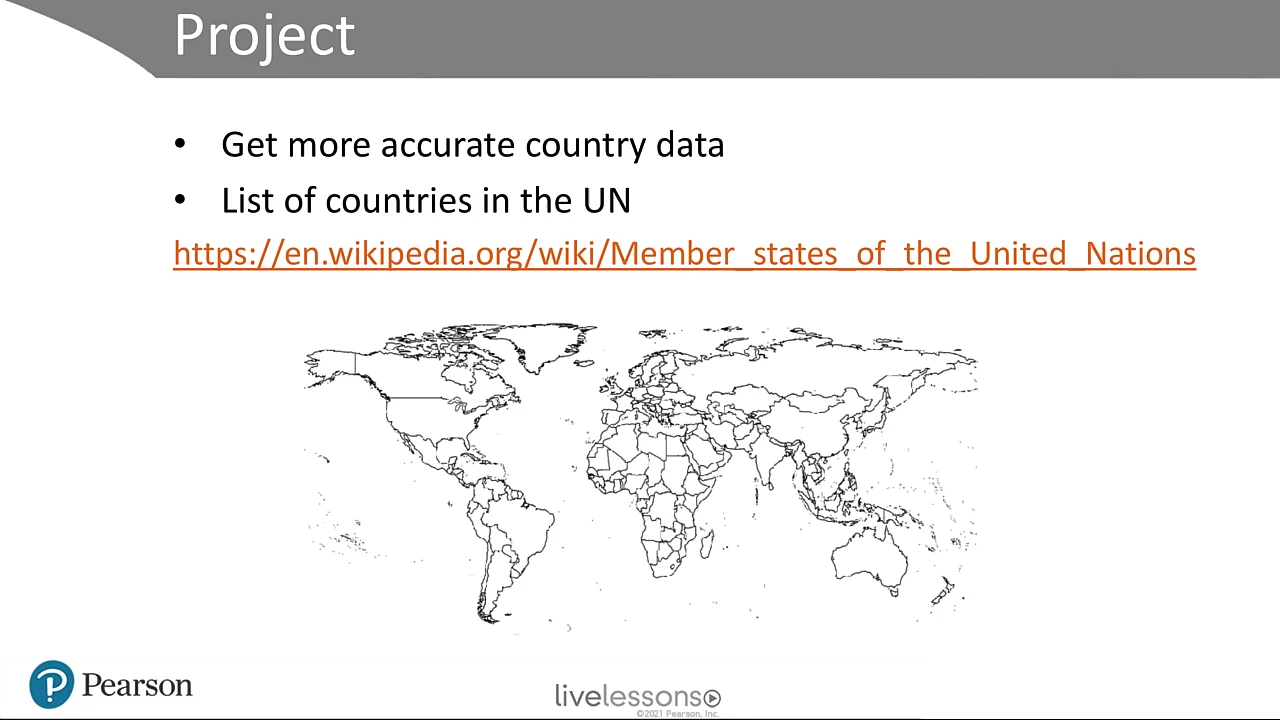 Project
• Get more accurate country data
• List of countries in the UN
https://en.wikipedia.org/wiki/Member_states_of_the_United_Nations
Pearson
livelessons
©2021 Pearson, Inc.